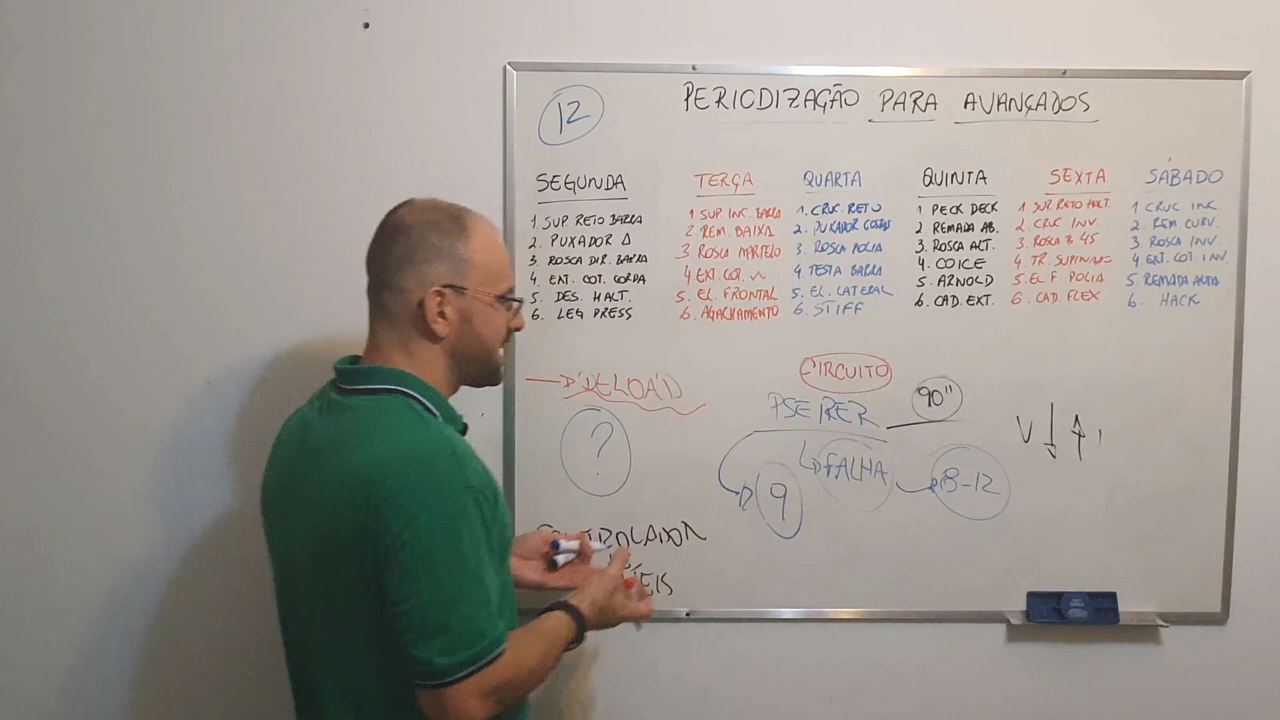 12
PERIODIZAÇÃO PARA AVANÇADOS
SEGUNDA
1. SUP. RETO BARRA
2. PUXADOR Δ
3. ROSCA DIR. BARRA
4. EXT. COT. CORDA
5. DES. HALT.
6. LEG PRESS
TERÇA
1 SUP. INC. BARRA
2. REM. BAIXA
3 ROSCA MARTELO
4 EXT. COT. V
5. EL. FRONTAL
6. AGACHAMENTO
QUARTA
1. CRUC. RETO
2. PUXADOR COSTAS
3. ROSCA POLIA
4. TESTA BARRA
5. EL. LATERAL
6. STIFF
QUINTA
1 PECK DECK
2. REMADA AB.
3. ROSCA ALT.
4. COICE
5. ARNOLD
6. CAD. EXT.
SEXTA
1. SUP. RETO HALT.
2. CRUC INV.
3. ROSCA B. 45
4. TR. SUPINADO
5. EL F. POLIA
6. CAD. FLEX
SÁBADO
1 CRUC INC.
2. REM CURV.
3. ROSCA INV.
4. EXT. COT INV.
5. REMADA ALTA
6. HACK
DELOAD
?
CIRCUITO
PSE RER
90"
FALHA
9
8-12
V ↓ ↑